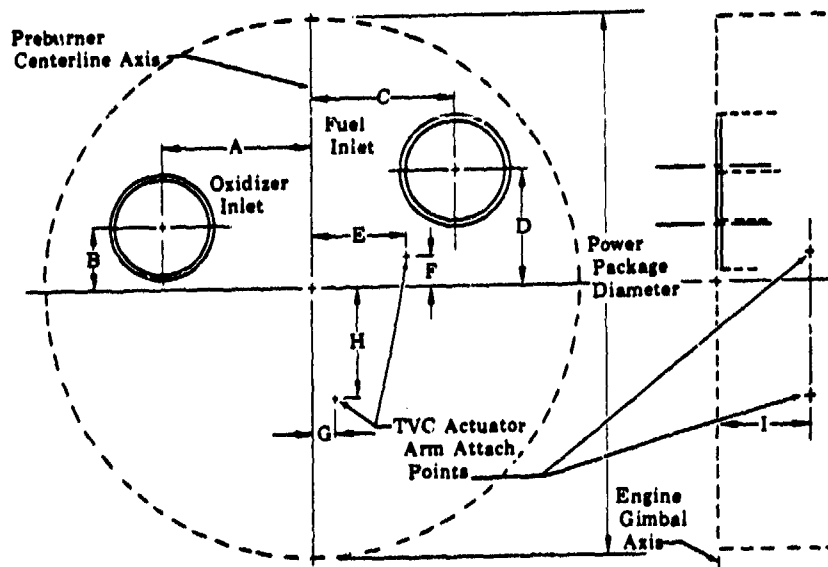 Preburner
Centerline Axis
C
Fuel
Inlet
A
Oxidizer
Inlet
E
D
B
F
Power
Package
Diameter
H
G
TVC Actuator
Arm Attach
Points
I
Engine
Gimbal
Axis